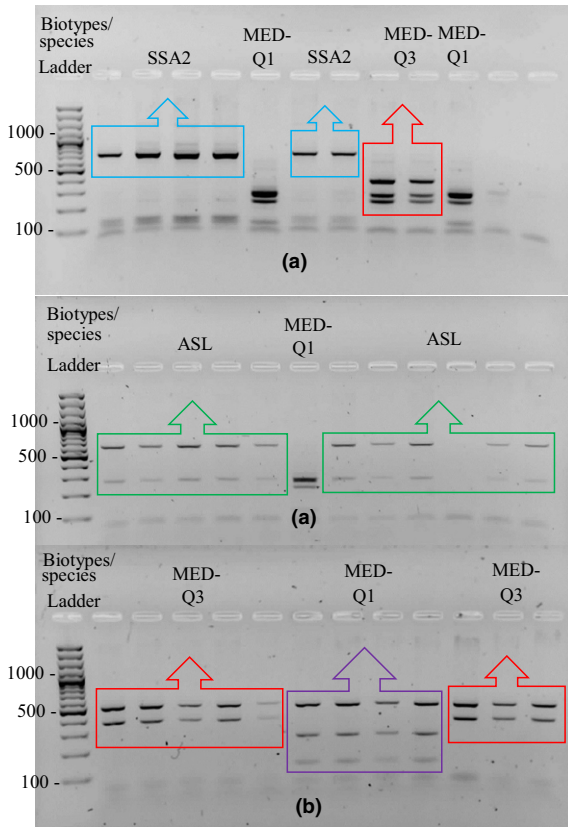 Biotypes/
species
Ladder
SSA2
MED-
Q1
SSA2
MED-
Q3
MED-
Q1
1000 -
500 -
100 -
(a)
Biotypes/
species
Ladder
ASL
MED-
Q1
ASL
1000 -
500 -
100 -
(a)
Biotypes/
species
Ladder
MED-
Q3
MED-
Q1
MED-
Q3
1000 -
500 -
100 -
(b)